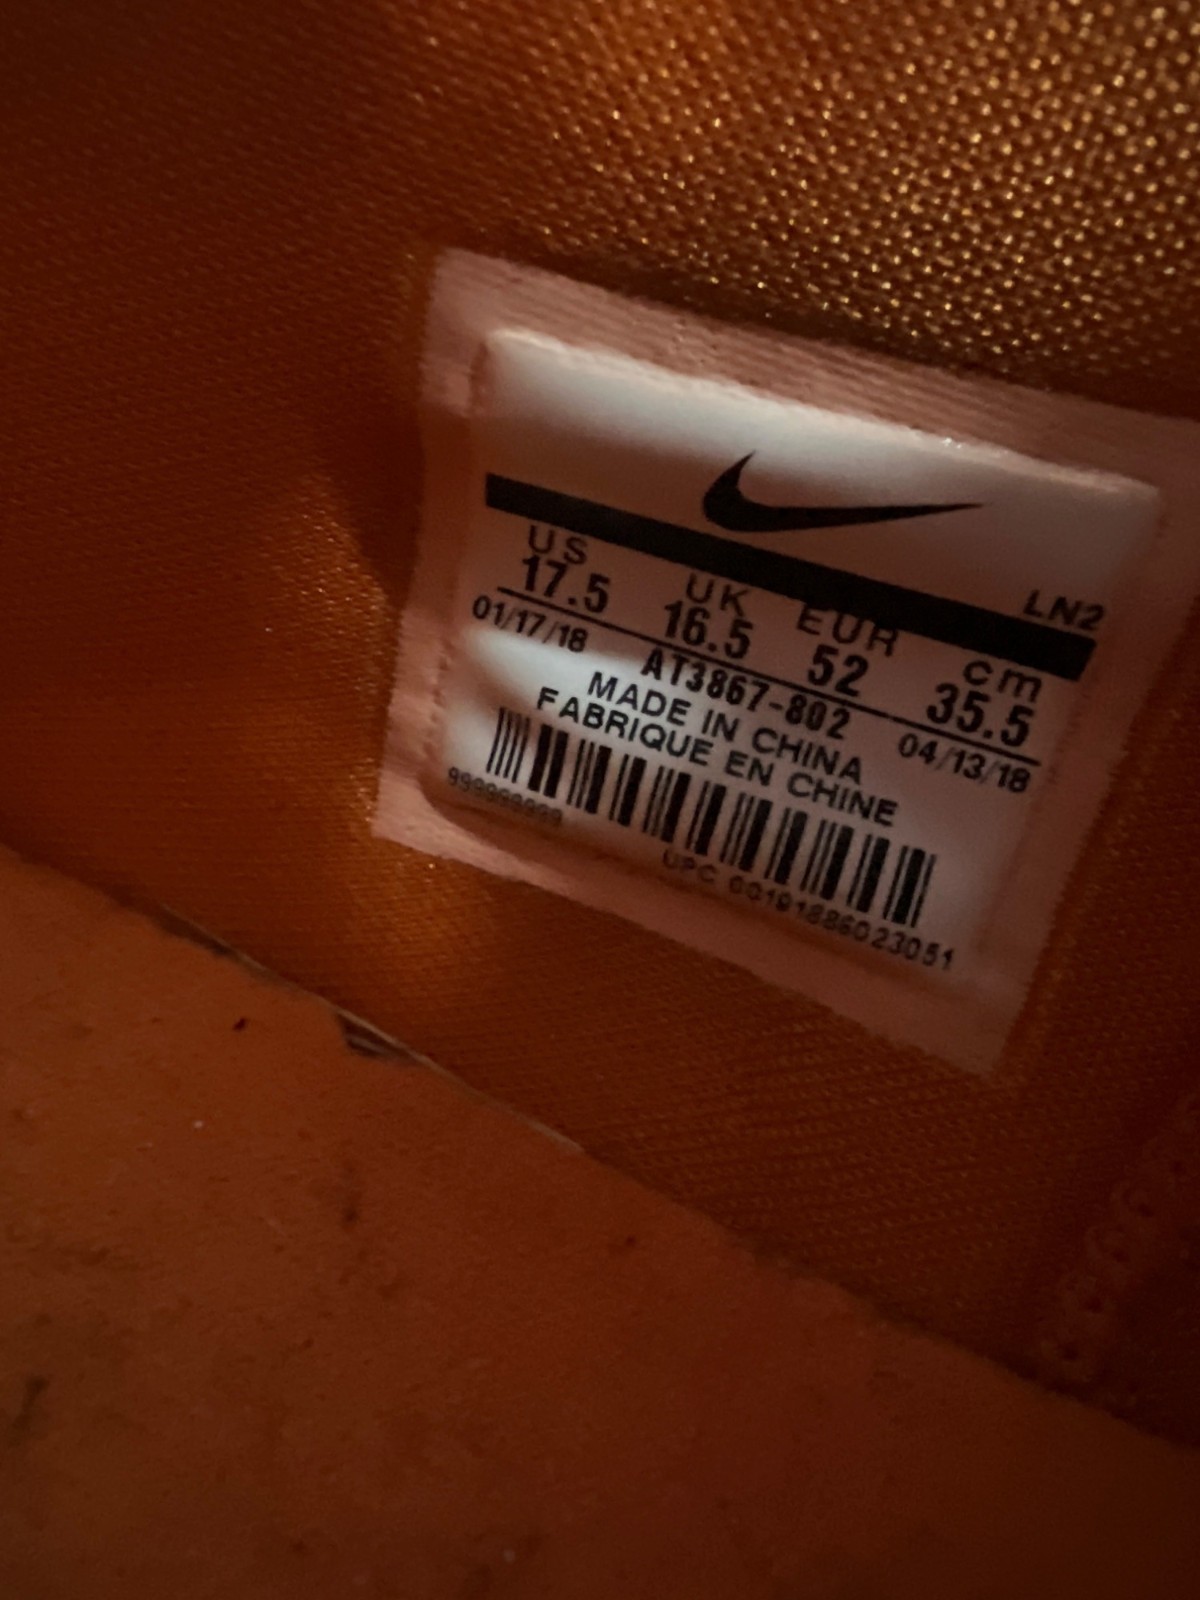 LN2
US UK EUR cm
17.5 16.5 52 35.5
01/17/18 AT3867-802 04/13/18
MADE IN CHINA
FABRIQUE EN CHINE
999999999
UPC 00191886023051